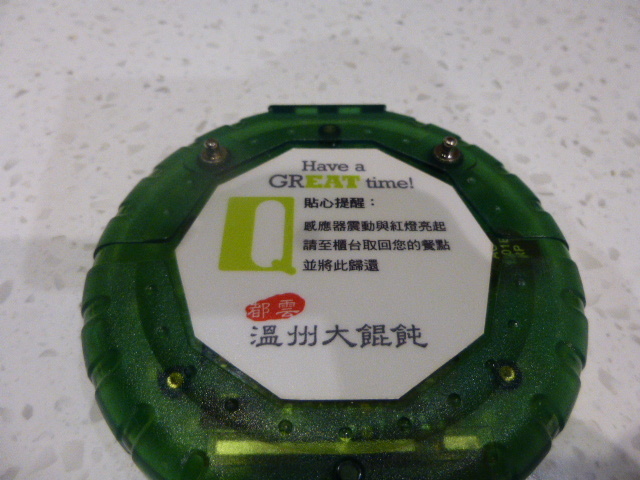 Have a
GREAT time!
Q
貼心提醒：
感應器震動與紅燈亮起
請至櫃台取回您的餐點
並將此歸還
都雲
溫州大餛飩